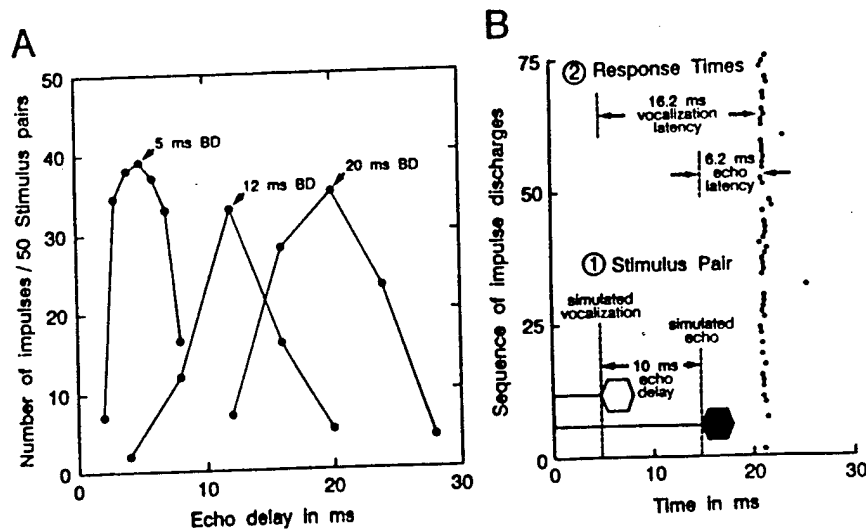 A
50
40
30
20
10
0
Number of impulses / 50 Stimulus pairs
5 ms BD
12 ms BD
20 ms BD
0
10
20
30
Echo delay in ms
B
75
50
25
0
Sequence of impulse discharges
② Response Times
16.2 ms
vocalization
latency
6.2 ms
echo
latency
① Stimulus Pair
simulated
vocalization
simulated
echo
10 ms
echo
delay
0
10
20
30
Time in ms